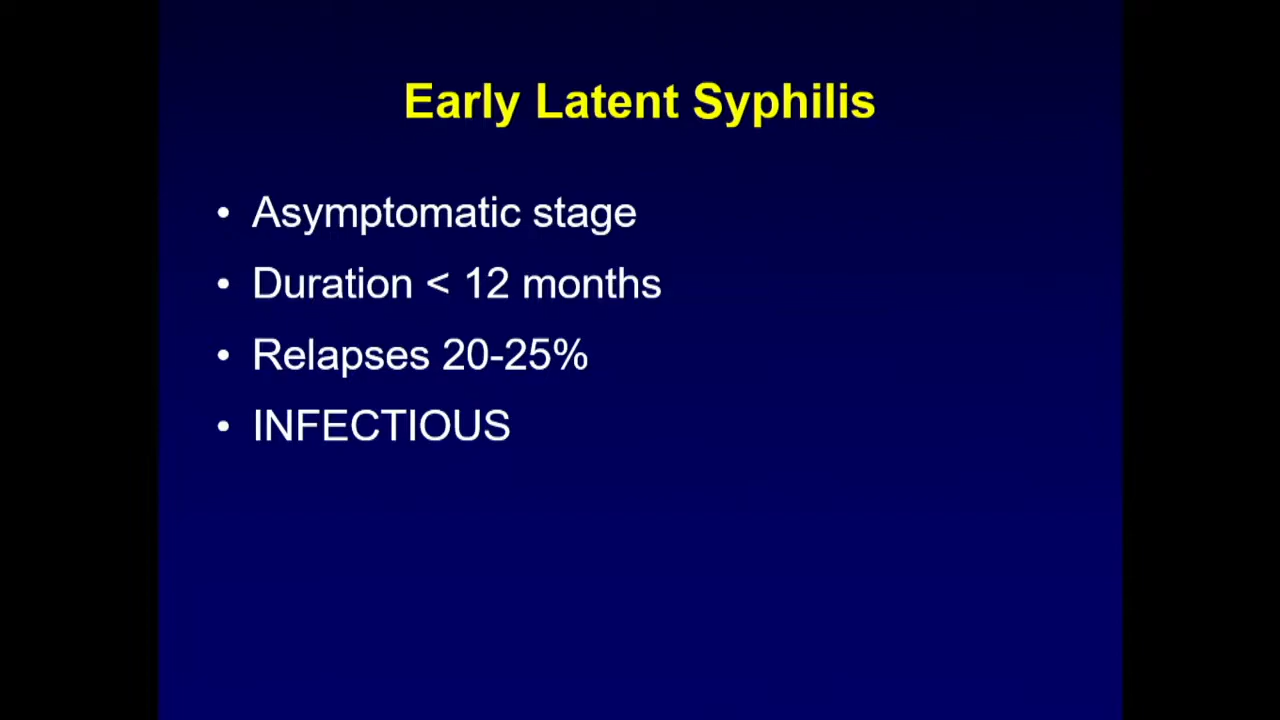 Early Latent Syphilis
• Asymptomatic stage
• Duration < 12 months
• Relapses 20-25%
• INFECTIOUS